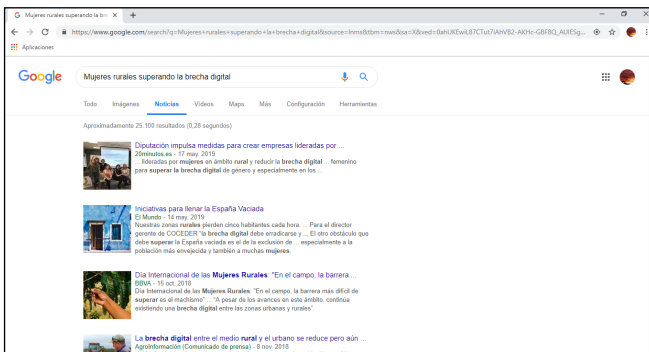 Mujeres rurales superando la bre
https://www.google.com/search?q=Mujeres+rurales+superando+la+brecha+digital&source=lnms&tbm=nws&sa=X&ved=
Aplicaciones
Google
Mujeres rurales superando la brecha digital
Todo Imágenes Noticias Vídeos Maps Más Configuración Herramientas
Aproximadamente 25.100 resultados (0,28 segundos)
Diputación impulsa medidas para crear empresas lideradas por ...
20minutos.es - 17 may. 2019
... lideradas por mujeres en ámbito rural y reducir la brecha digital ... femenino
para superar la brecha digital de género y especialmente en los ...
Iniciativas para llenar la España Vaciada
El Mundo - 14 may. 2019
Nuestras zonas rurales pierden cinco habitantes cada hora. ... Para el director
gerente de COCEDER "la brecha digital debe erradicarse y ... El otro obstáculo que
debe superar la España vaciada es el de la exclusión de ... especialmente a la
población más envejecida y también a muchas mujeres.
Día Internacional de las Mujeres Rurales: "En el campo, la barrera ...
BBVA - 15 oct. 2018
Día Internacional de las Mujeres Rurales: "En el campo, la barrera más difícil de
superar es el machismo" ... "A pesar de los avances en este ámbito, continúa
existiendo una brecha digital entre las zonas urbanas y rurales".
La brecha digital entre el medio rural y el urbano se reduce pero aún ...
AgroInformación (Comunicado de prensa) - 8 nov. 2018